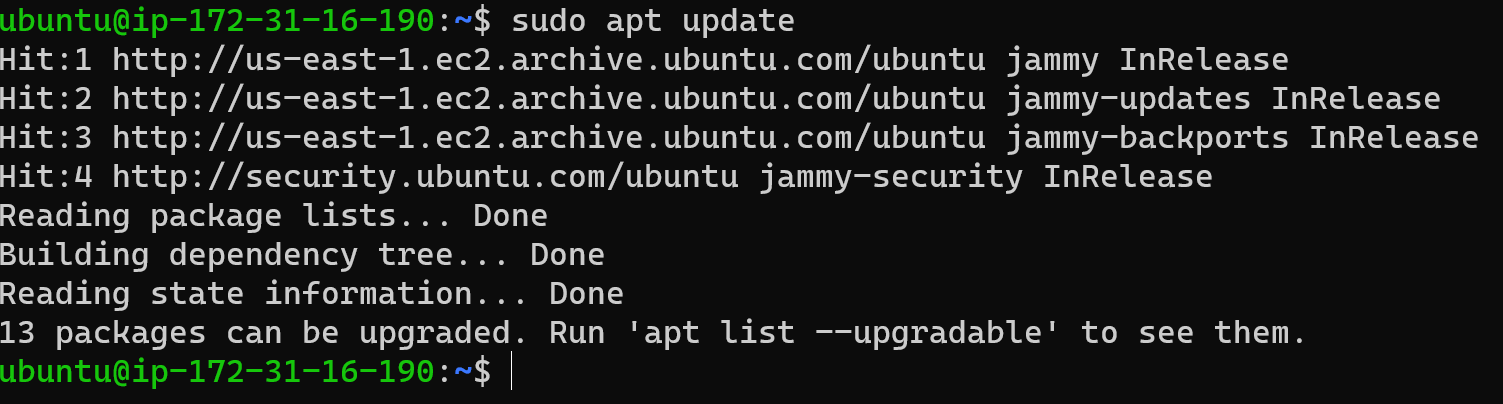 ubuntu@ip-172-31-16-190:~$ sudo apt update
Hit:1 http://us-east-1.ec2.archive.ubuntu.com/ubuntu jammy InRelease
Hit:2 http://us-east-1.ec2.archive.ubuntu.com/ubuntu jammy-updates InRelease
Hit:3 http://us-east-1.ec2.archive.ubuntu.com/ubuntu jammy-backports InRelease
Hit:4 http://security.ubuntu.com/ubuntu jammy-security InRelease
Reading package lists... Done
Building dependency tree... Done
Reading state information... Done
13 packages can be upgraded. Run 'apt list --upgradable' to see them.
ubuntu@ip-172-31-16-190:~$